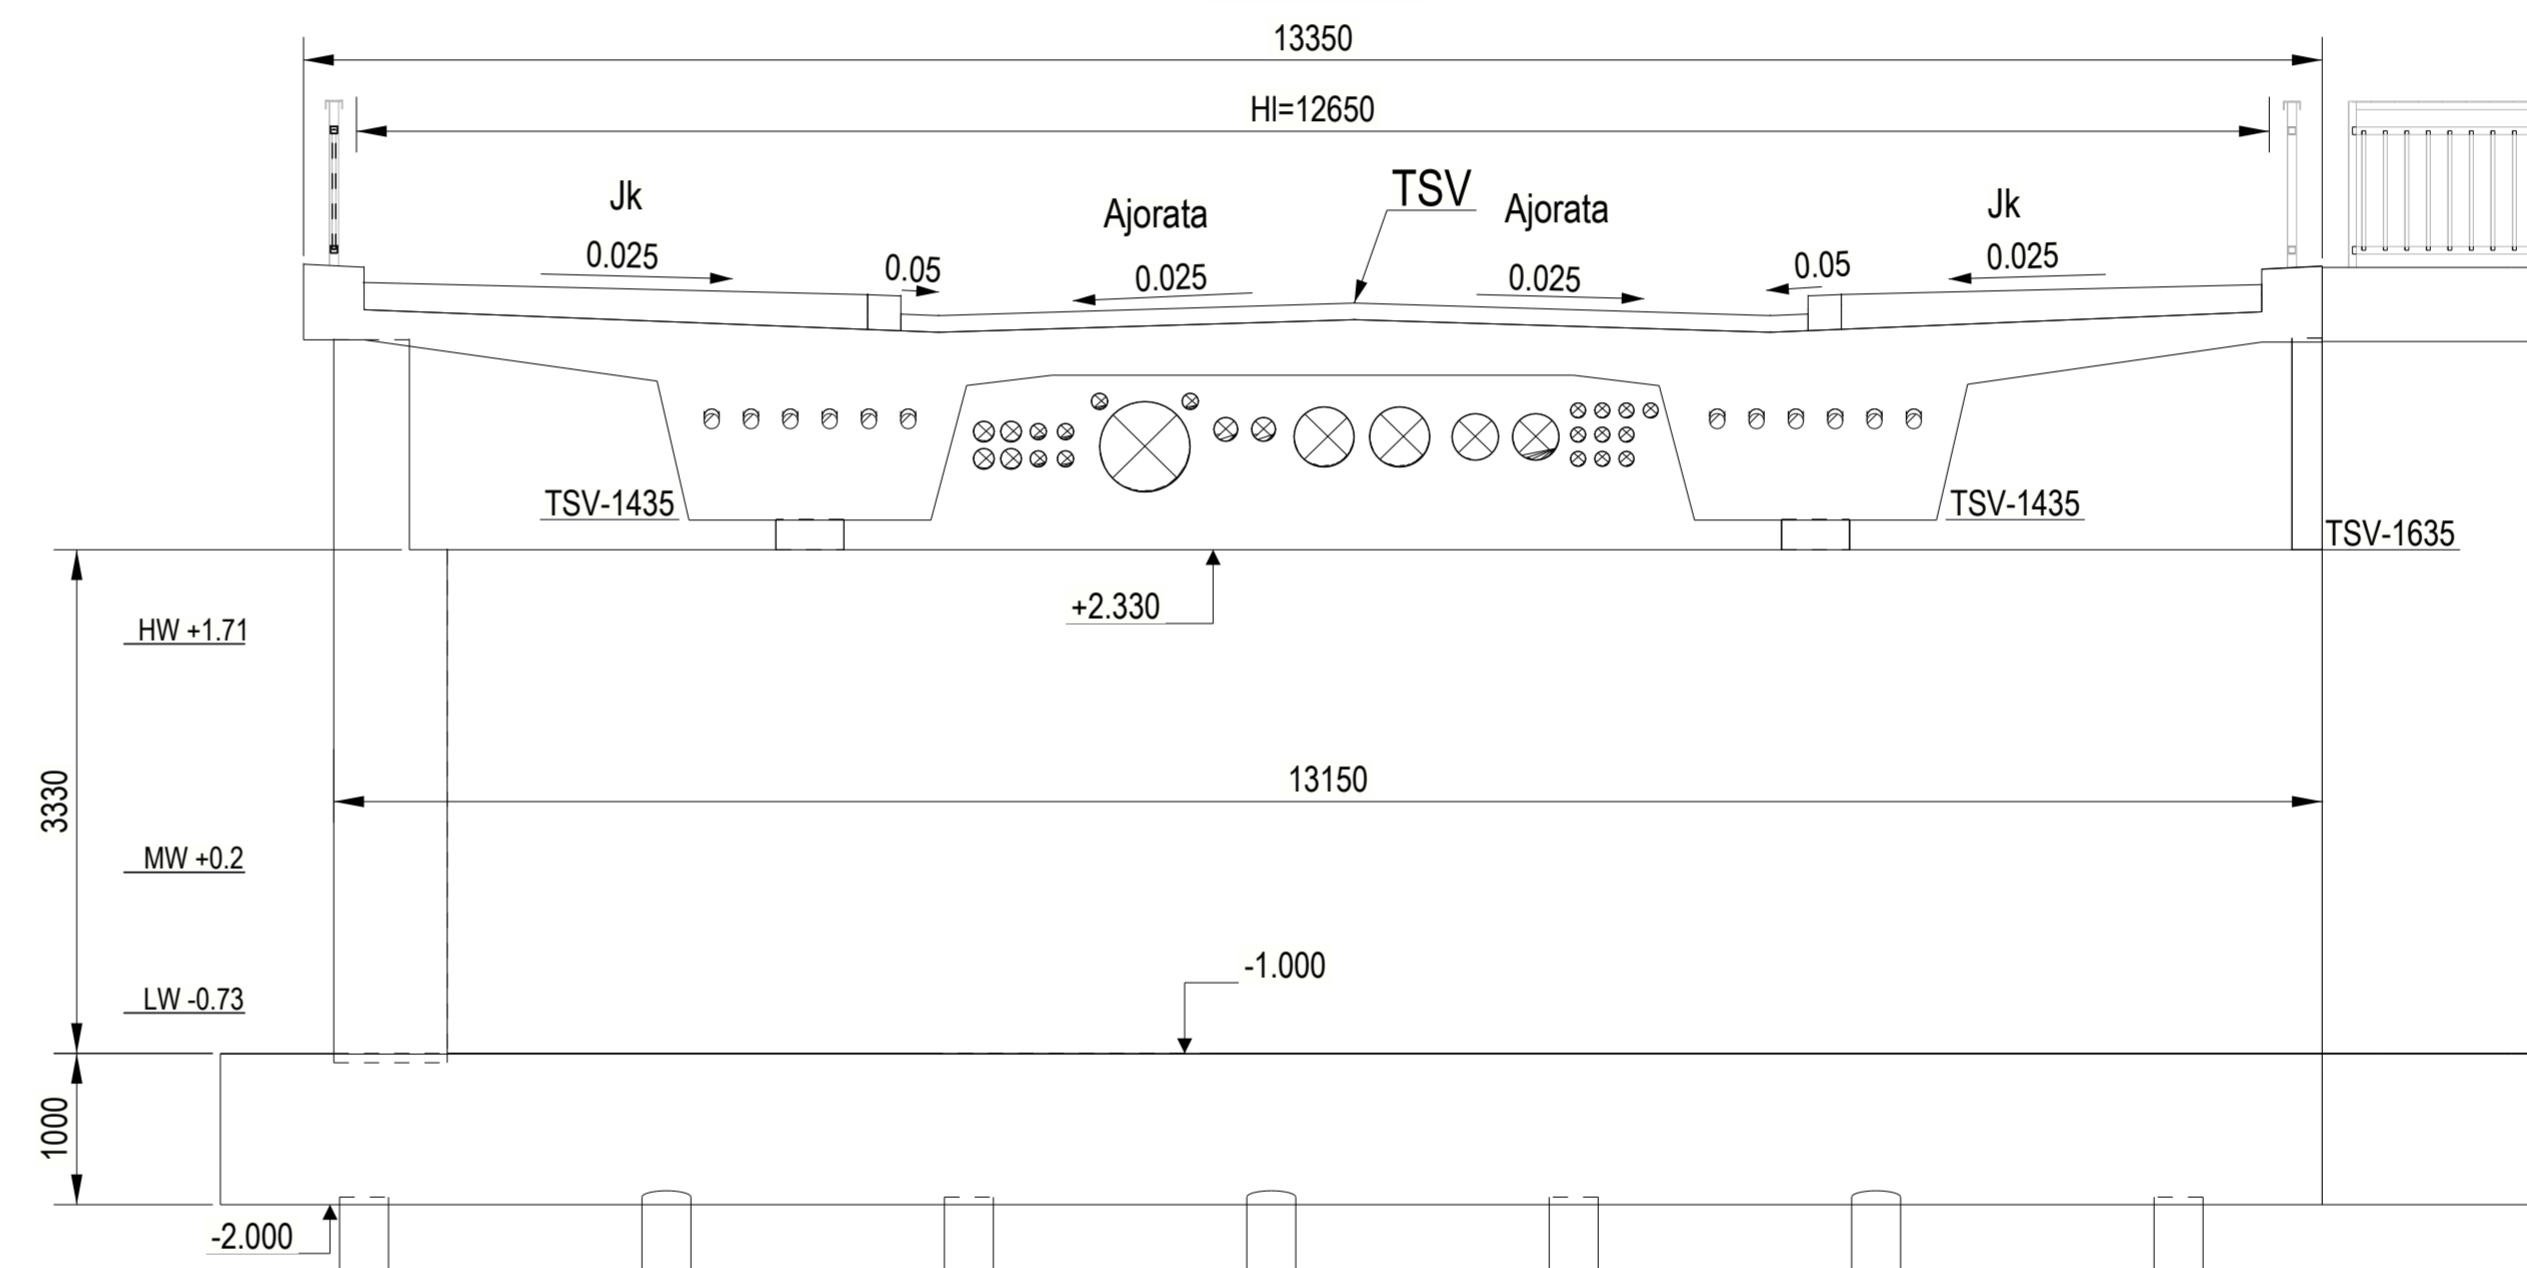 13350
Hl=12650
Jk
Ajorata
TSV
Ajorata
Jk
0.025
0.05
0.025
0.025
0.05
0.025
TSV-1435
TSV-1435
TSV-1635
+2.330
HW +1.71
13150
3330
MW +0.2
-1.000
LW -0.73
1000
-2.000